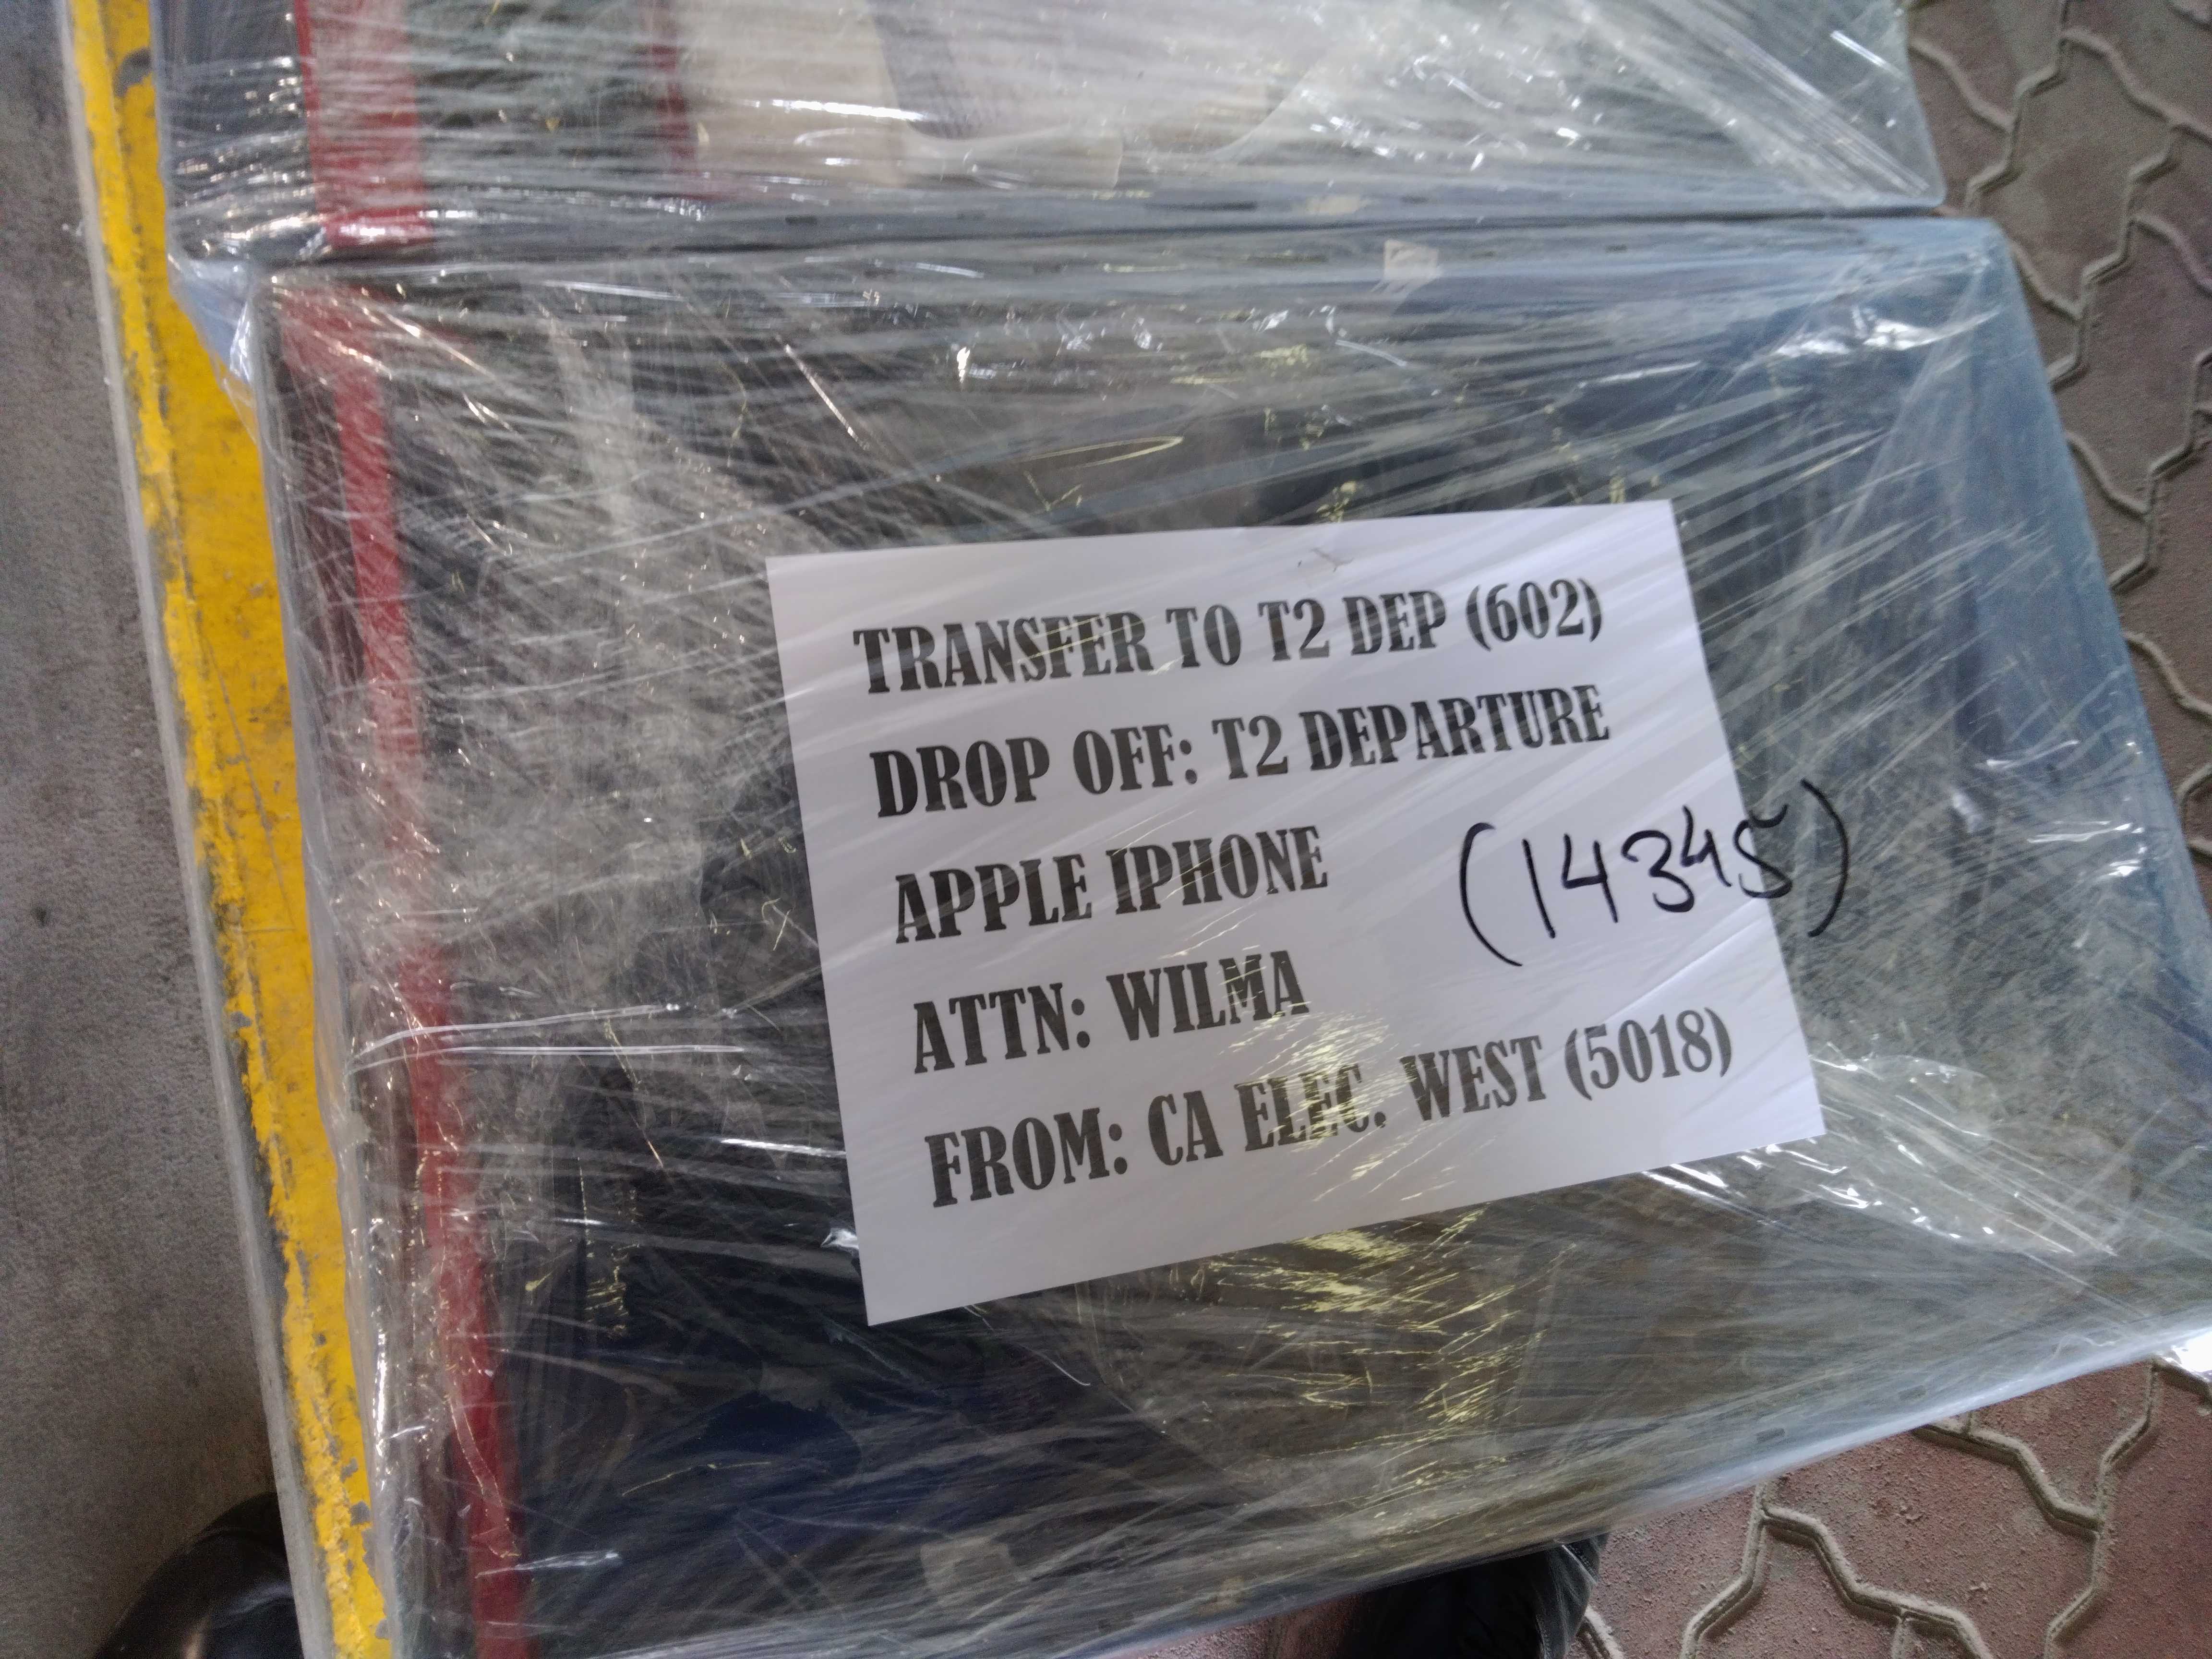 TRANSFER TO T2 DEP (602)
DROP OFF: T2 DEPARTURE
APPLE IPHONE (14345)
ATTN: WILMA
FROM: CA ELEC. WEST (5018)